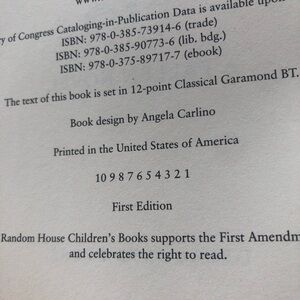 of Congress Cataloging-in-Publication Data is available upon
ISBN: 978-0-385-73914-6 (trade)
ISBN: 978-0-385-90773-6 (lib. bdg.)
ISBN: 978-0-375-89717-7 (ebook)
The text of this book is set in 12-point Classical Garamond BT.
Book design by Angela Carlino
Printed in the United States of America
10 9 8 7 6 5 4 3 2 1
First Edition
Random House Children's Books supports the First Amendm
and celebrates the right to read.